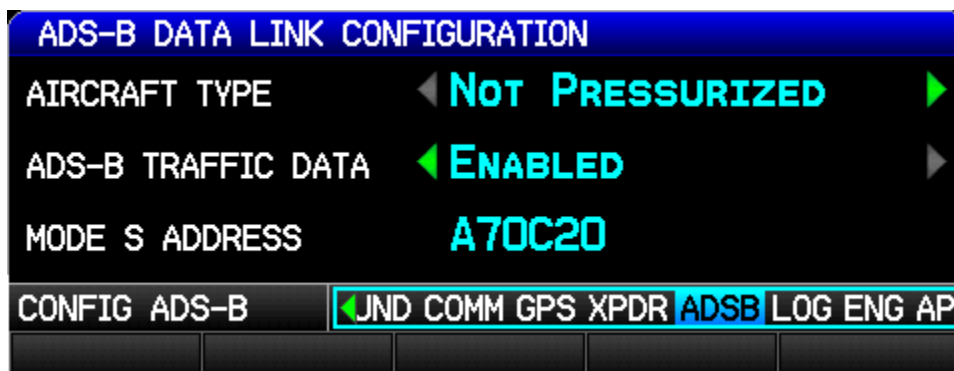 ADS-B DATA LINK CONFIGURATION
AIRCRAFT TYPE NOT PRESSURIZED
ADS-B TRAFFIC DATA ENABLED
MODE S ADDRESS A70C20
CONFIG ADS-B UND COMM GPS XPDR ADSB LOG ENG AP